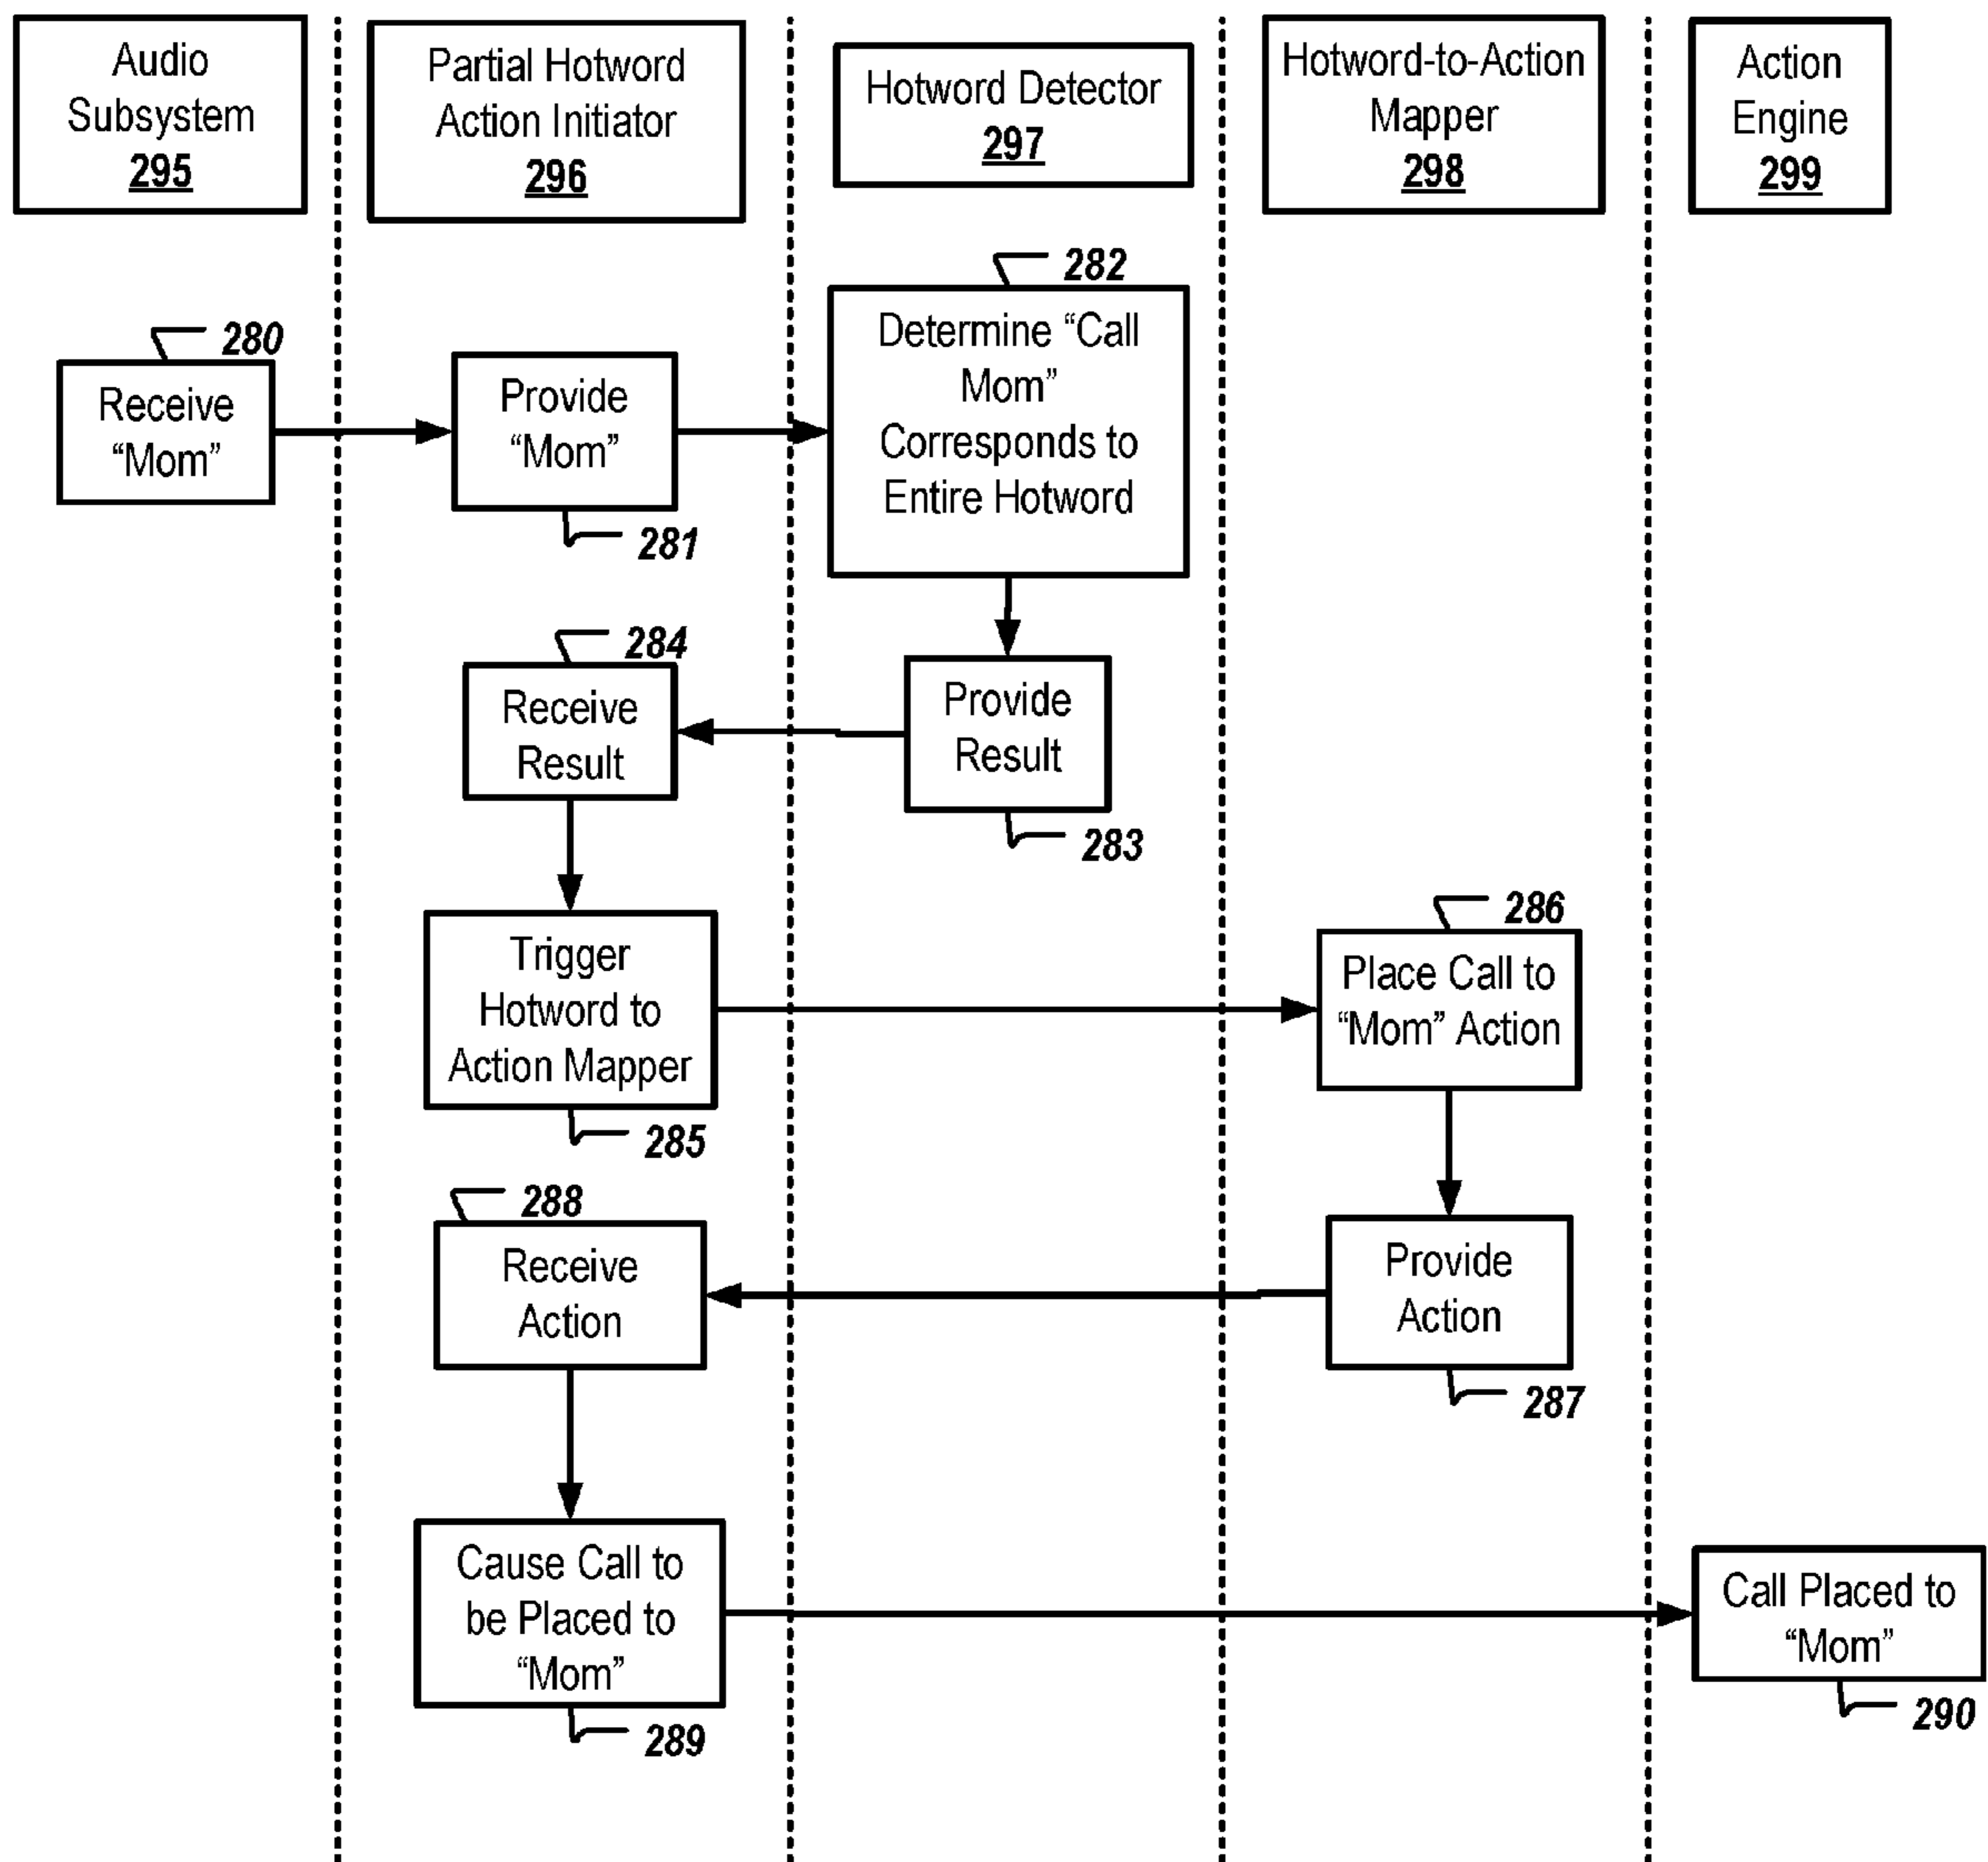 Audio
Subsystem
295
Partial Hotword
Action Initiator
296
Hotword Detector
297
Hotword-to-Action
Mapper
298
Action
Engine
299
280
Receive
“Mom”
Provide
“Mom”
281
282
Determine “Call
Mom”
Corresponds to
Entire Hotword
284
Receive
Result
Provide
Result
283
Trigger
Hotword to
Action Mapper
285
286
Place Call to
“Mom” Action
288
Receive
Action
Provide
Action
287
Cause Call to
be Placed to
“Mom”
289
Call Placed to
“Mom”
290